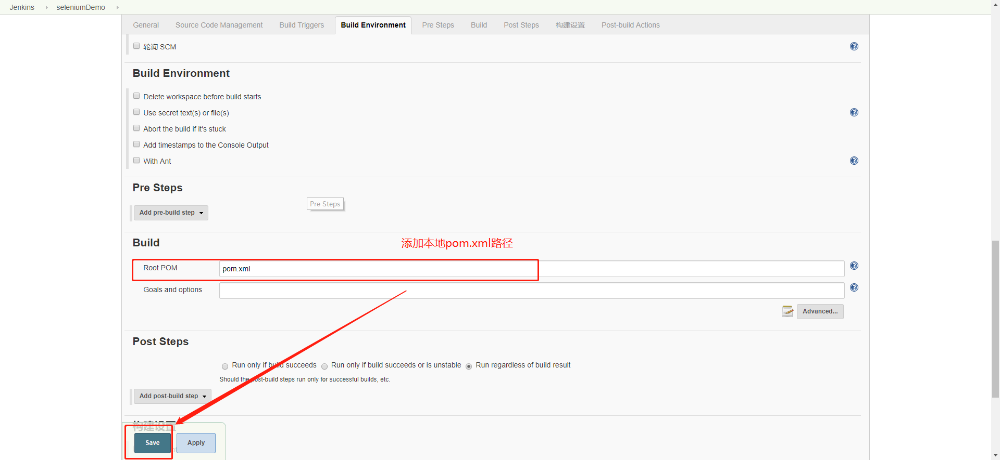 Jenkins seleniumDemo
General Source Code Management Build Triggers Build Environment Pre Steps Build Post Steps 构建设置 Post-build Actions
轮询 SCM
Build Environment
Delete workspace before build starts
Use secret text(s) or file(s)
Abort the build if it's stuck
Add timestamps to the Console Output
With Ant
Pre Steps
Pre Steps
Add pre-build step
Build
添加本地pom.xml路径
Root POM pom.xml
Goals and options
Advanced...
Post Steps
Run only if build succeeds Run only if build succeeds or is unstable Run regardless of build result
Should the post-build steps run only for successful builds, etc.
Add post-build step
构建设置
Save Apply